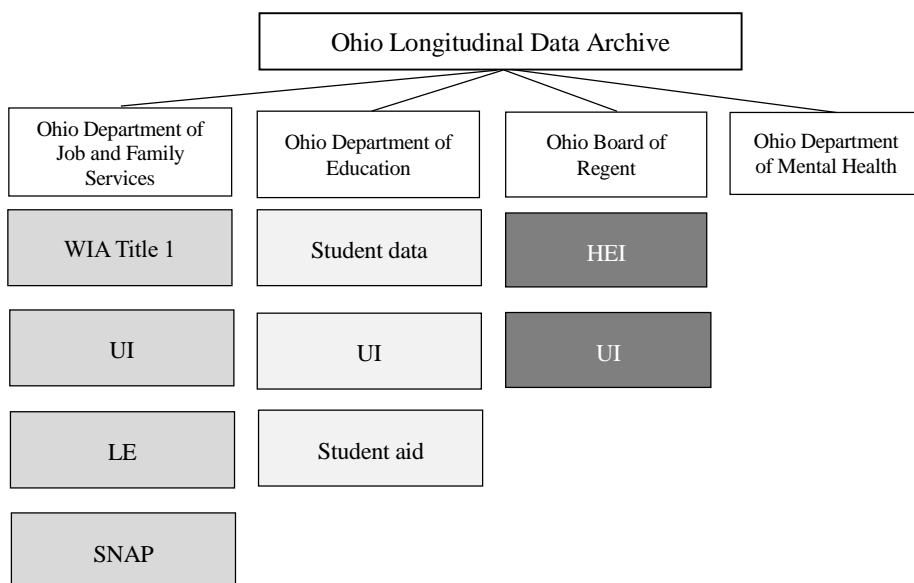 Ohio Longitudinal Data Archive
Ohio Department of
Job and Family
Services
Ohio Department of
Education
Ohio Board of
Regent
Ohio Department
of Mental Health
WIA Title 1
Student data
HEI
UI
UI
UI
LE
Student aid
SNAP